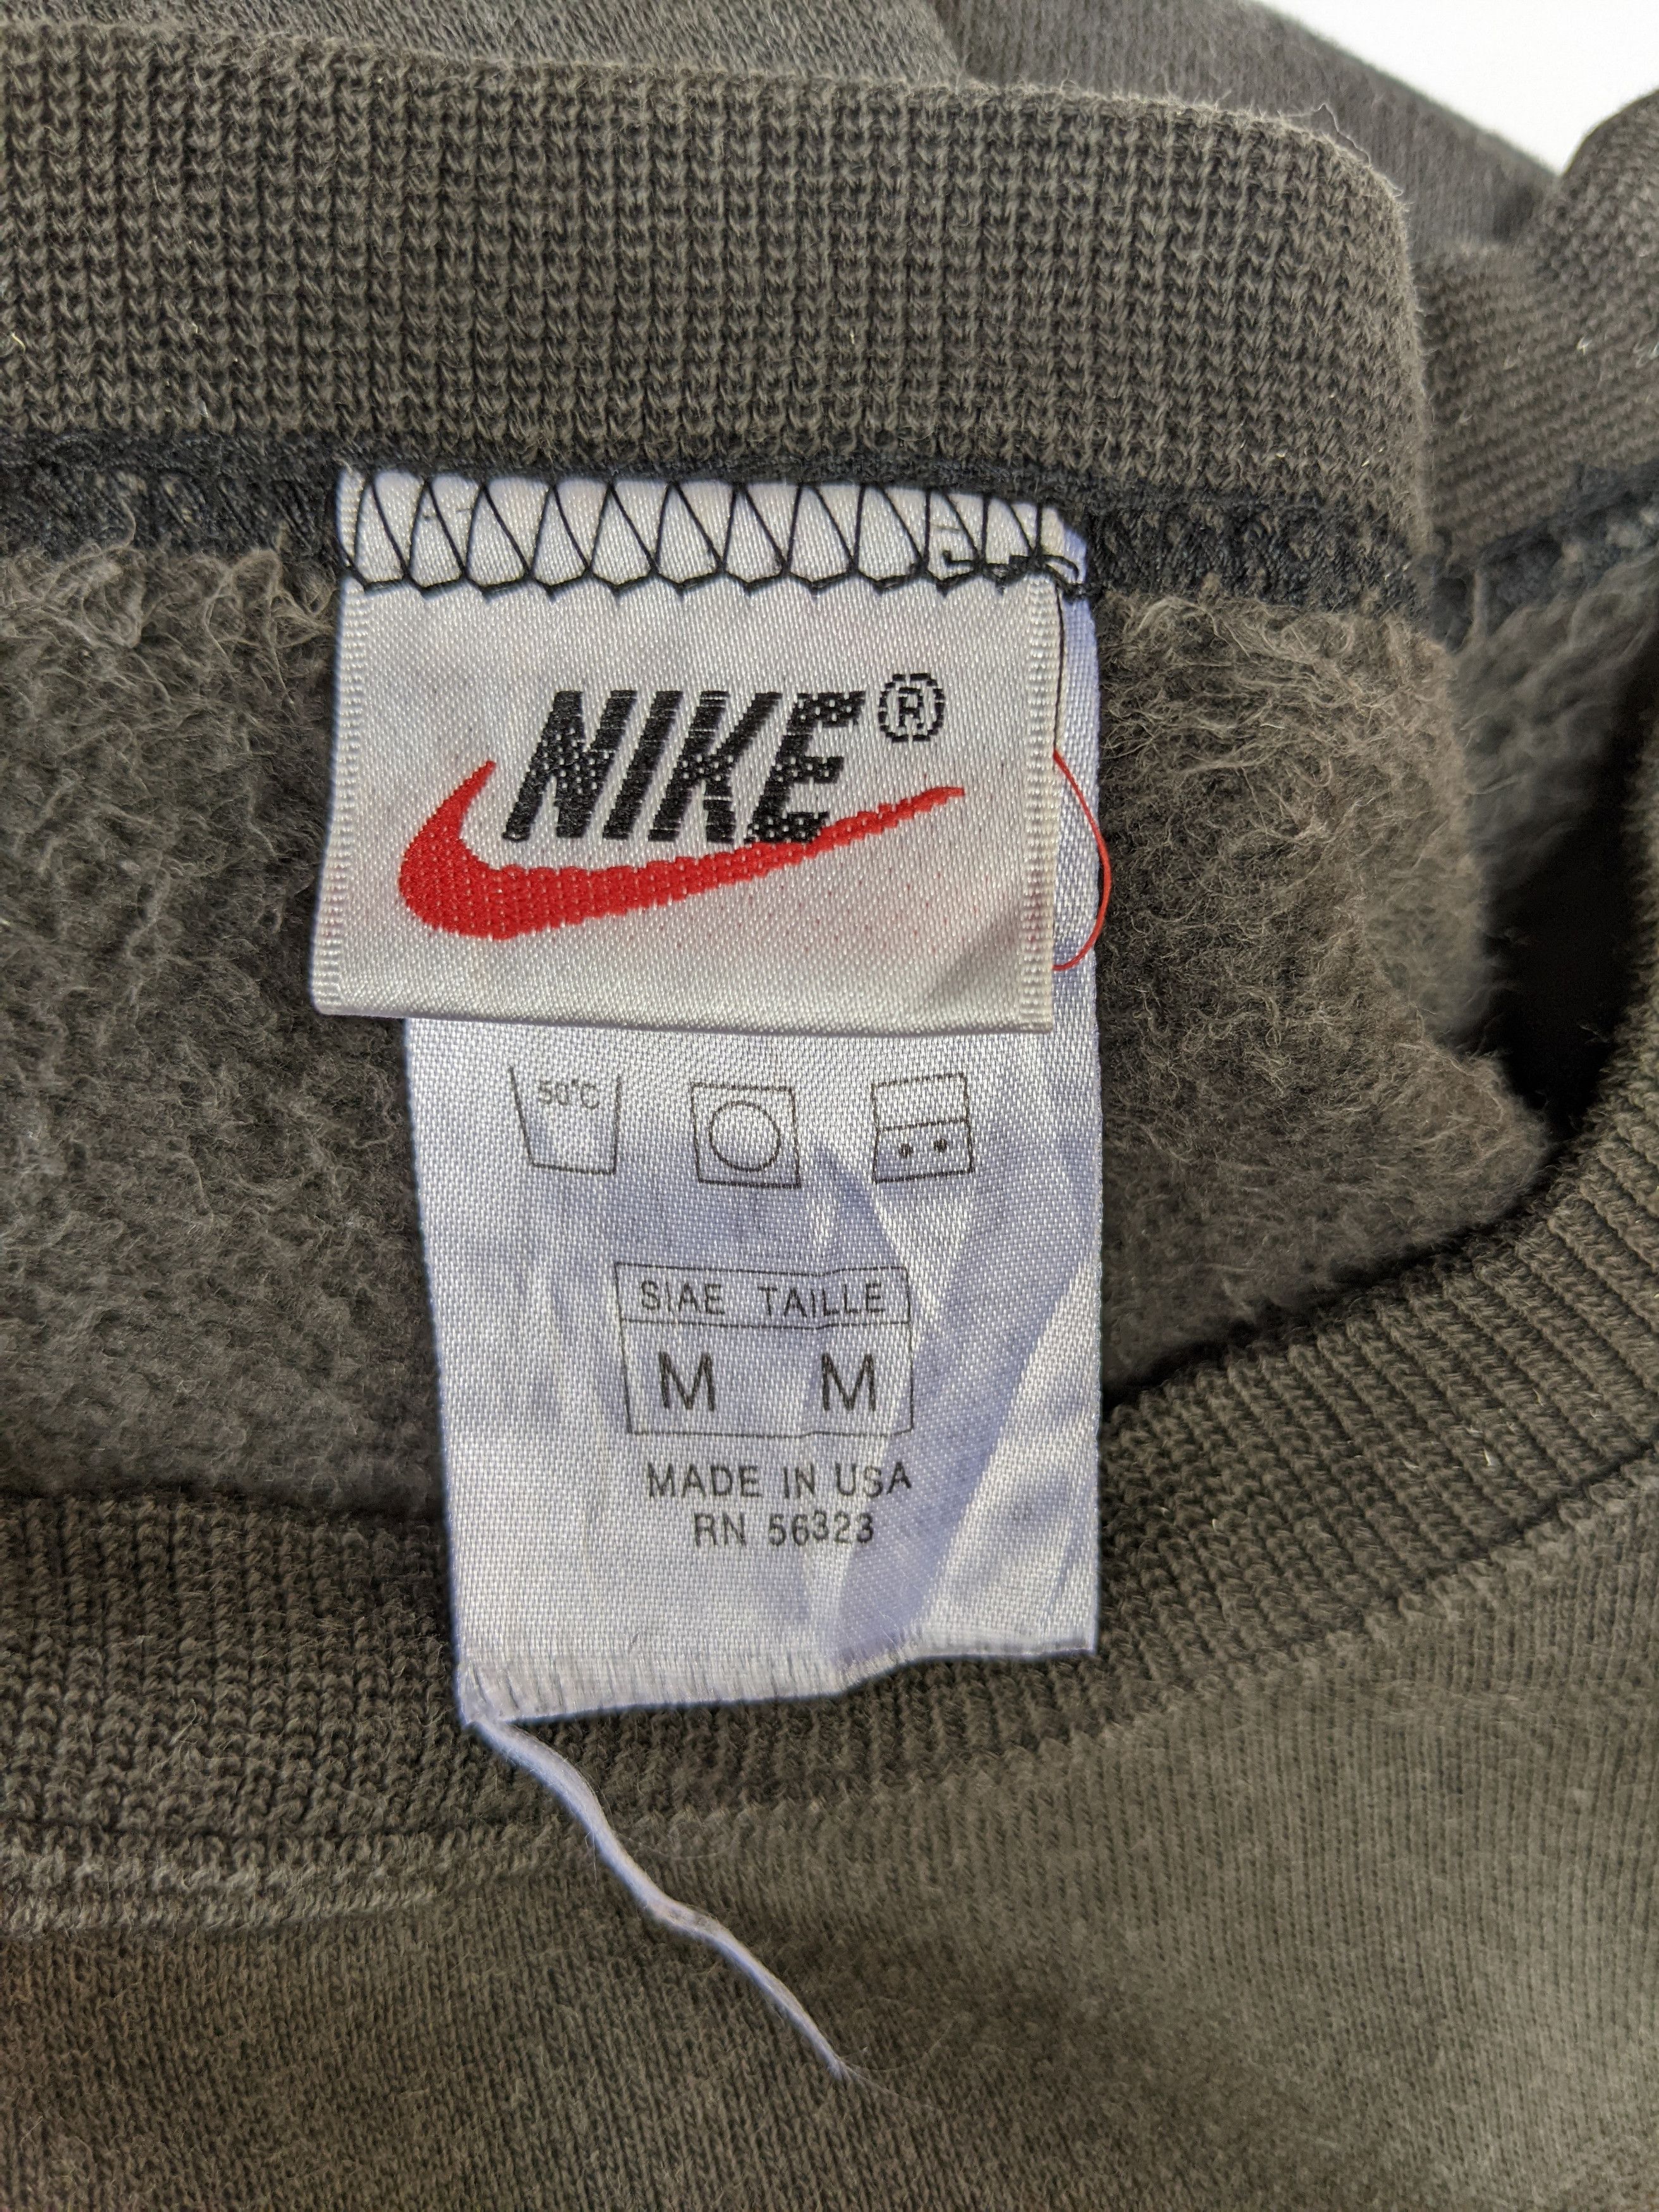 NIKE®
50°C
SIAE TAILLE
M M
MADE IN USA
RN 56323